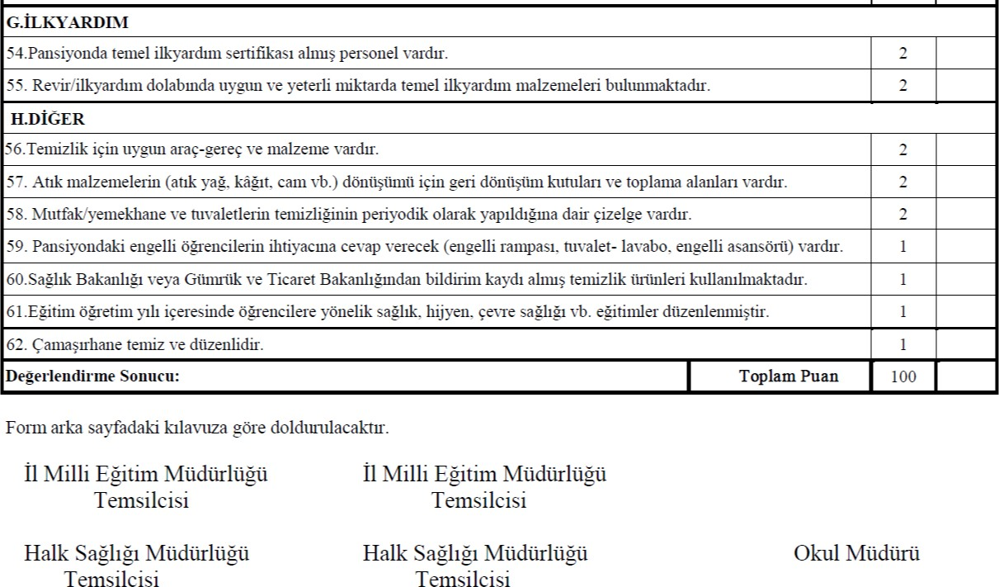 G.İLKYARDIM
54.Pansiyonda temel ilkyardım sertifikası almış personel vardır. 2
55. Revir/ilkyardım dolabında uygun ve yeterli miktarda temel ilkyardım malzemeleri bulunmaktadır. 2
H.DİĞER
56.Temizlik için uygun araç-gereç ve malzeme vardır. 2
57. Atık malzemelerin (atık yağ, kâğıt, cam vb.) dönüşümü için geri dönüşüm kutuları ve toplama alanları vardır. 2
58. Mutfak/yemekhane ve tuvaletlerin temizliğinin periyodik olarak yapıldığına dair çizelge vardır. 2
59. Pansiyondaki engelli öğrencilerin ihtiyacına cevap verecek (engelli rampası, tuvalet- lavabo, engelli asansörü) vardır. 1
60.Sağlık Bakanlığı veya Gümrük ve Ticaret Bakanlığından bildirim kaydı almış temizlik ürünleri kullanılmaktadır. 1
61.Eğitim öğretim yılı içeresinde öğrencilere yönelik sağlık, hijyen, çevre sağlığı vb. eğitimler düzenlenmiştir. 1
62. Çamaşırhane temiz ve düzenlidir. 1
Değerlendirme Sonucu: Toplam Puan 100
Form arka sayfadaki kılavuza göre doldurulacaktır.
İl Milli Eğitim Müdürlüğü İl Milli Eğitim Müdürlüğü
Temsilcisi Temsilcisi
Halk Sağlığı Müdürlüğü Halk Sağlığı Müdürlüğü Okul Müdürü
Temsilcisi Temsilcisi